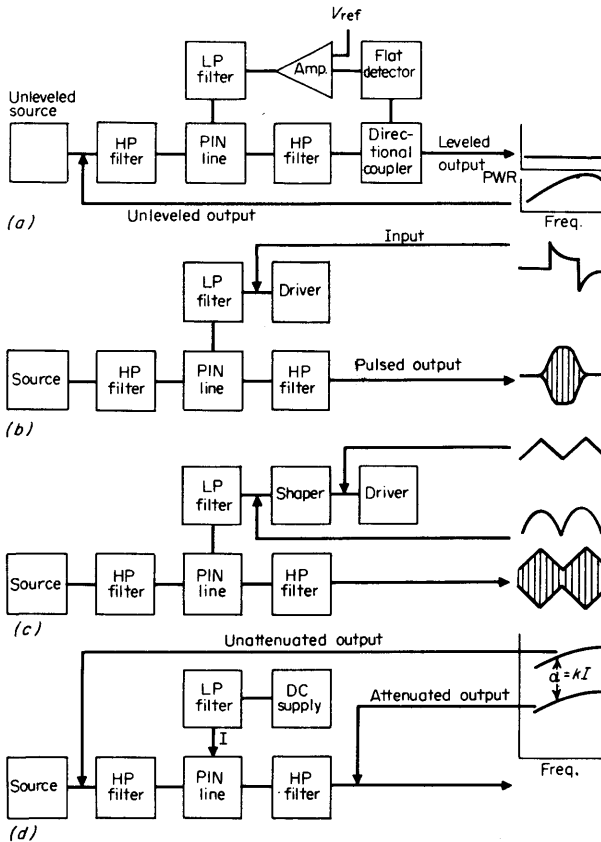 Vref
LP
filter
Amp.
Flat
detector
Unleveled
source
HP
filter
PIN
line
HP
filter
Direc-
tional
coupler
Leveled
output
PWR
Unleveled output
Freq.
(a)
Input
LP
filter
Driver
Source
HP
filter
PIN
line
HP
filter
Pulsed output
(b)
LP
filter
Shaper
Driver
Source
HP
filter
PIN
line
HP
filter
(c)
Unattenuated output
α = kI
LP
filter
DC
supply
Attenuated output
I
Source
HP
filter
PIN
line
HP
filter
Freq.
(d)